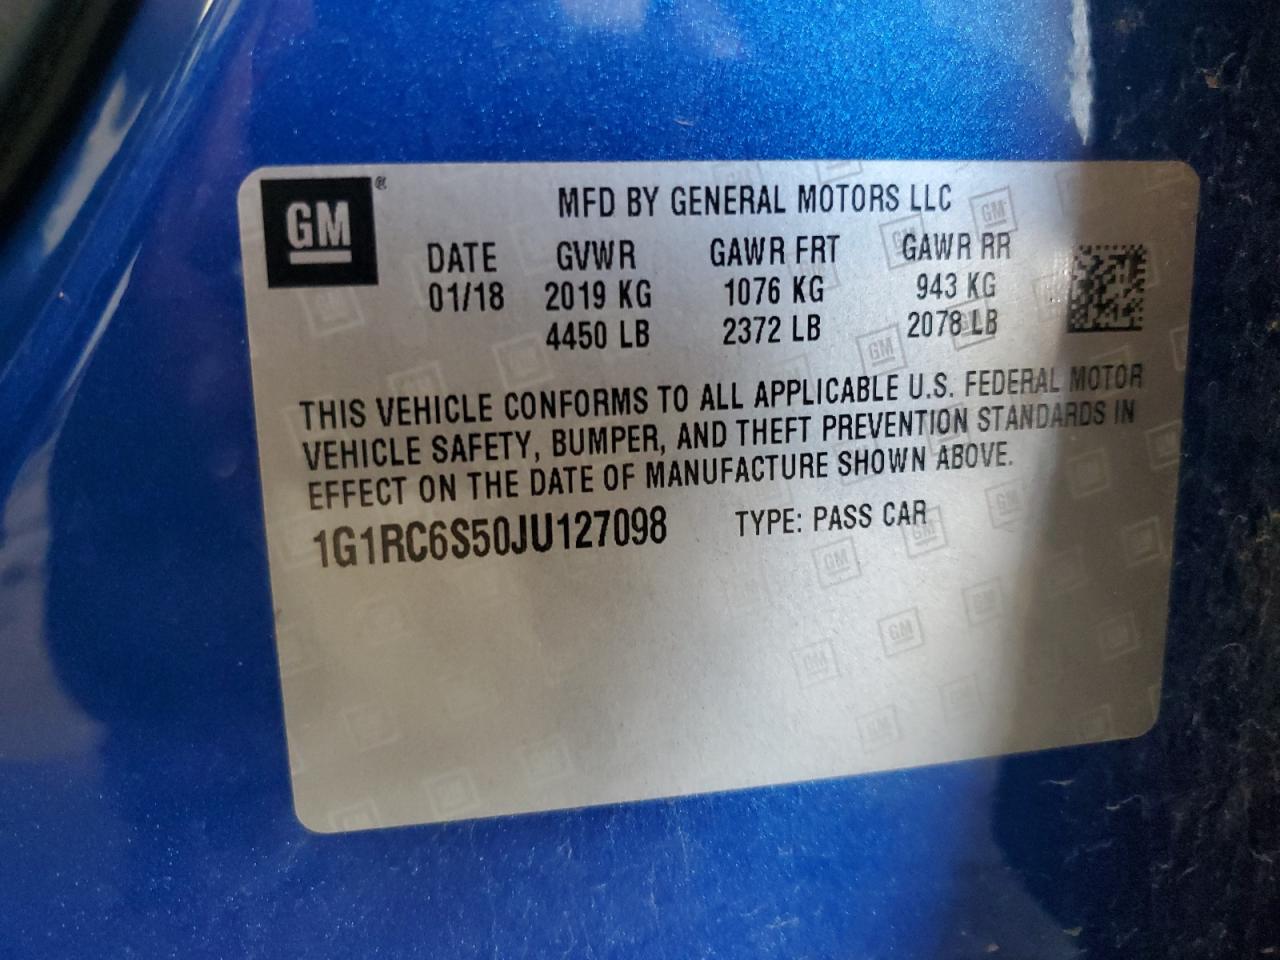 GM®
MFD BY GENERAL MOTORS LLC
DATE GVWR GAWR FRT GAWR RR
01/18 2019 KG 1076 KG 943 KG
4450 LB 2372 LB 2078 LB
THIS VEHICLE CONFORMS TO ALL APPLICABLE U.S. FEDERAL MOTOR
VEHICLE SAFETY, BUMPER, AND THEFT PREVENTION STANDARDS IN
EFFECT ON THE DATE OF MANUFACTURE SHOWN ABOVE.
1G1RC6S50JU127098 TYPE: PASS CAR